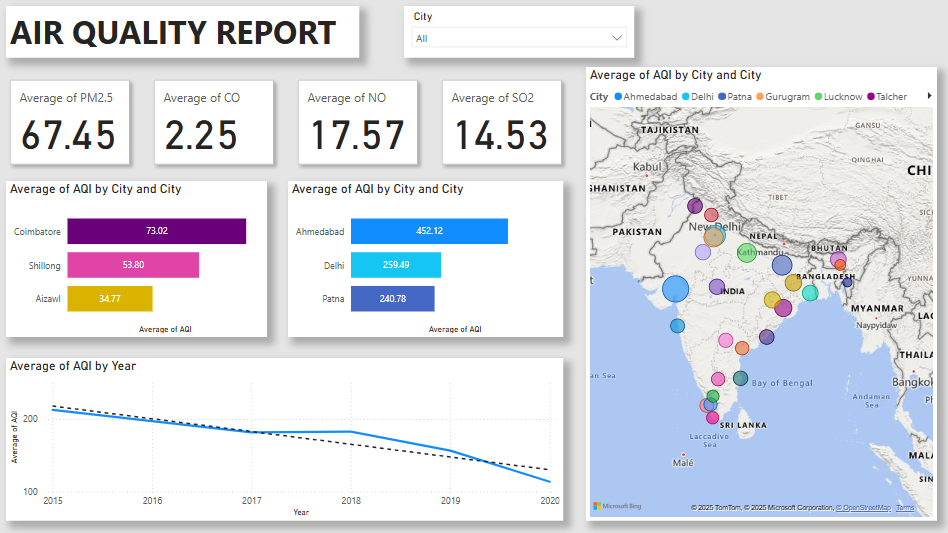 AIR QUALITY REPORT
City
All
Average of PM2.5
67.45
Average of CO
2.25
Average of NO
17.57
Average of SO2
14.53
Average of AQI by City and City
Coimbatore
73.02
Shillong
53.80
Aizawl
34.77
Average of AQI
Average of AQI by City and City
Ahmedabad
452.12
Delhi
259.49
Patna
240.78
Average of AQI
Average of AQI by Year
Average of AQI
200
100
2015 2016 2017 2018 2019 2020
Year
Average of AQI by City and City
City Ahmedabad Delhi Patna Gurugram Lucknow Talcher
GANSU
TAJIKISTAN
QINGHAI
Kabul
CHI
GHANISTAN
TIBET
SIC
New Delhi
PAKISTAN
NEPAL
BHUTAN
Kathmandu
BANGLADESH
YUNNA
t
INDIA
MYANMAR
LAO
Naypyidaw
THAILA
an Sea
Bay of Bengal
Bangkok
Andaman
Sea
Ph
SRI LANKA
Laccadive
Sea
Malé
MALA
SIN
Microsoft Bing
© 2025 TomTom, © 2025 Microsoft Corporation, © OpenStreetMap Terms